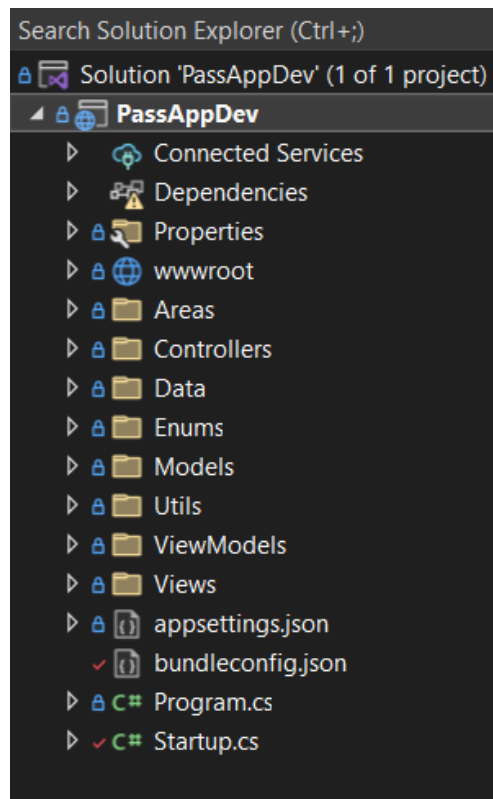 Search Solution Explorer (Ctrl+;)
Solution 'PassAppDev' (1 of 1 project)
PassAppDev
Connected Services
Dependencies
Properties
wwwroot
Areas
Controllers
Data
Enums
Models
Utils
ViewModels
Views
appsettings.json
bundleconfig.json
C# Program.cs
C# Startup.cs